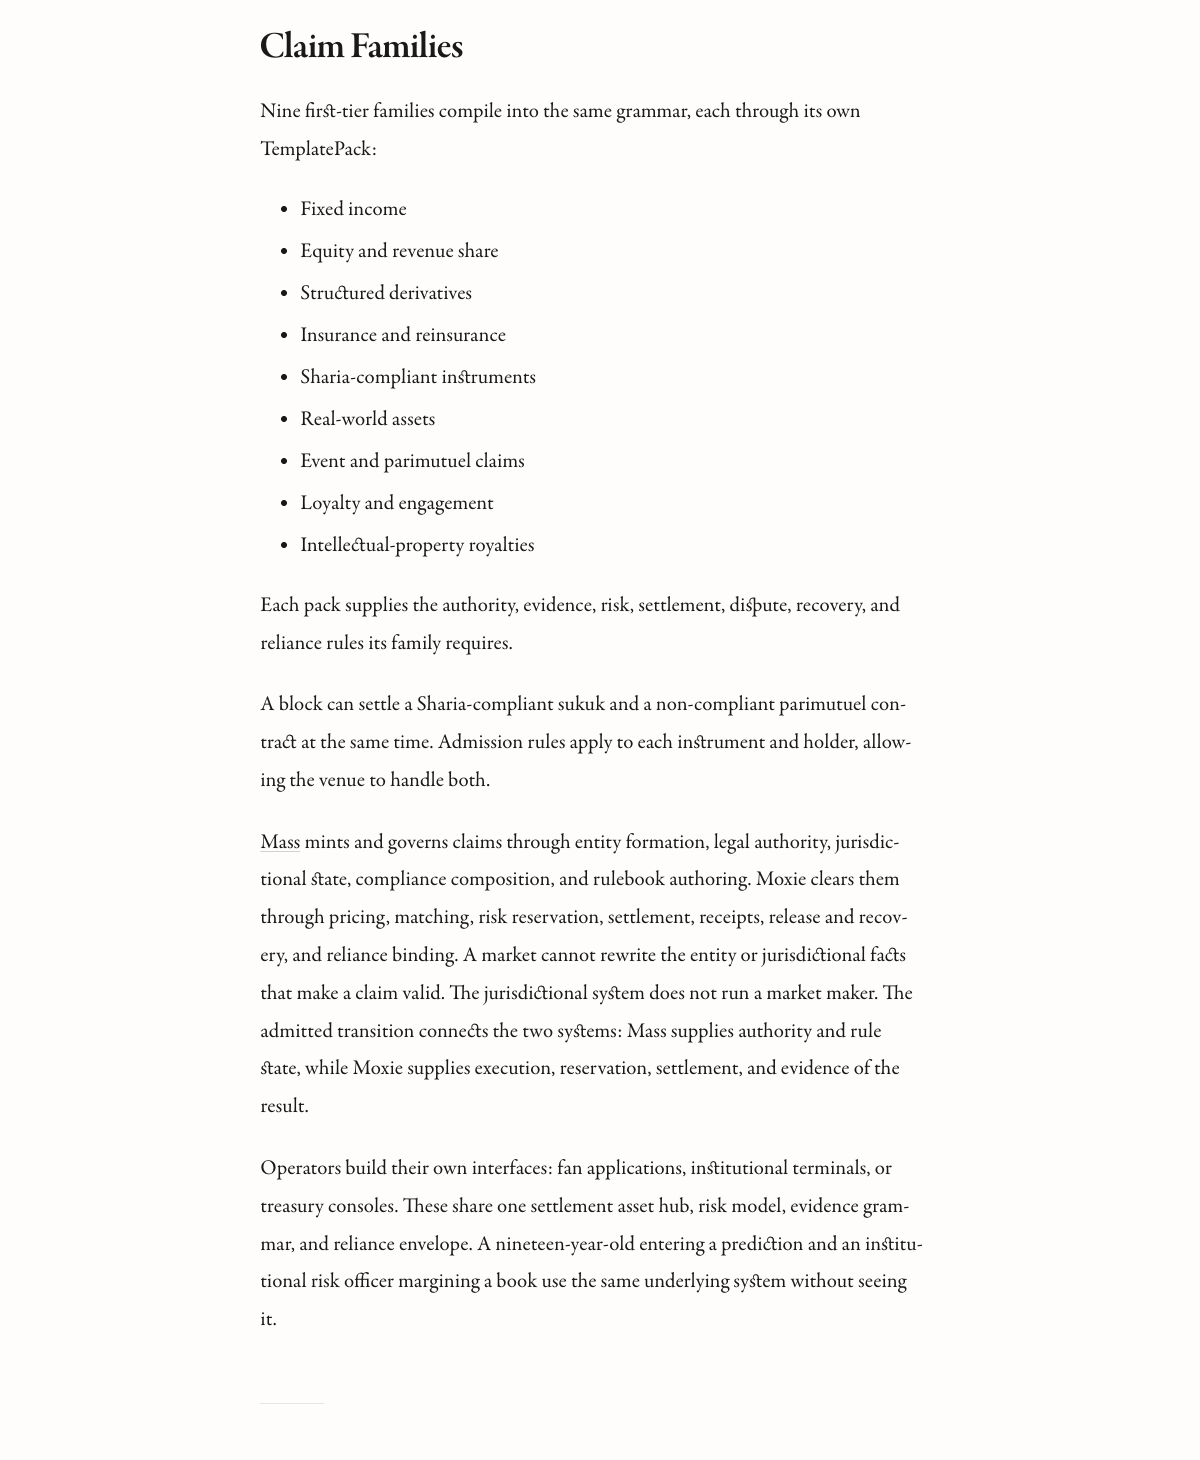 Claim Families
Nine first-tier families compile into the same grammar, each through its own
TemplatePack:
• Fixed income
• Equity and revenue share
• Structured derivatives
• Insurance and reinsurance
• Sharia-compliant instruments
• Real-world assets
• Event and parimutuel claims
• Loyalty and engagement
• Intellectual-property royalties
Each pack supplies the authority, evidence, risk, settlement, dispute, recovery, and
reliance rules its family requires.
A block can settle a Sharia-compliant sukuk and a non-compliant parimutuel con-
tract at the same time. Admission rules apply to each instrument and holder, allow-
ing the venue to handle both.
Mass mints and governs claims through entity formation, legal authority, jurisdic-
tional state, compliance composition, and rulebook authoring. Moxie clears them
through pricing, matching, risk reservation, settlement, receipts, release and recov-
ery, and reliance binding. A market cannot rewrite the entity or jurisdictional facts
that make a claim valid. The jurisdictional system does not run a market maker. The
admitted transition connects the two systems: Mass supplies authority and rule
state, while Moxie supplies execution, reservation, settlement, and evidence of the
result.
Operators build their own interfaces: fan applications, institutional terminals, or
treasury consoles. These share one settlement asset hub, risk model, evidence gram-
mar, and reliance envelope. A nineteen-year-old entering a prediction and an institu-
tional risk officer margining a book use the same underlying system without seeing
it.